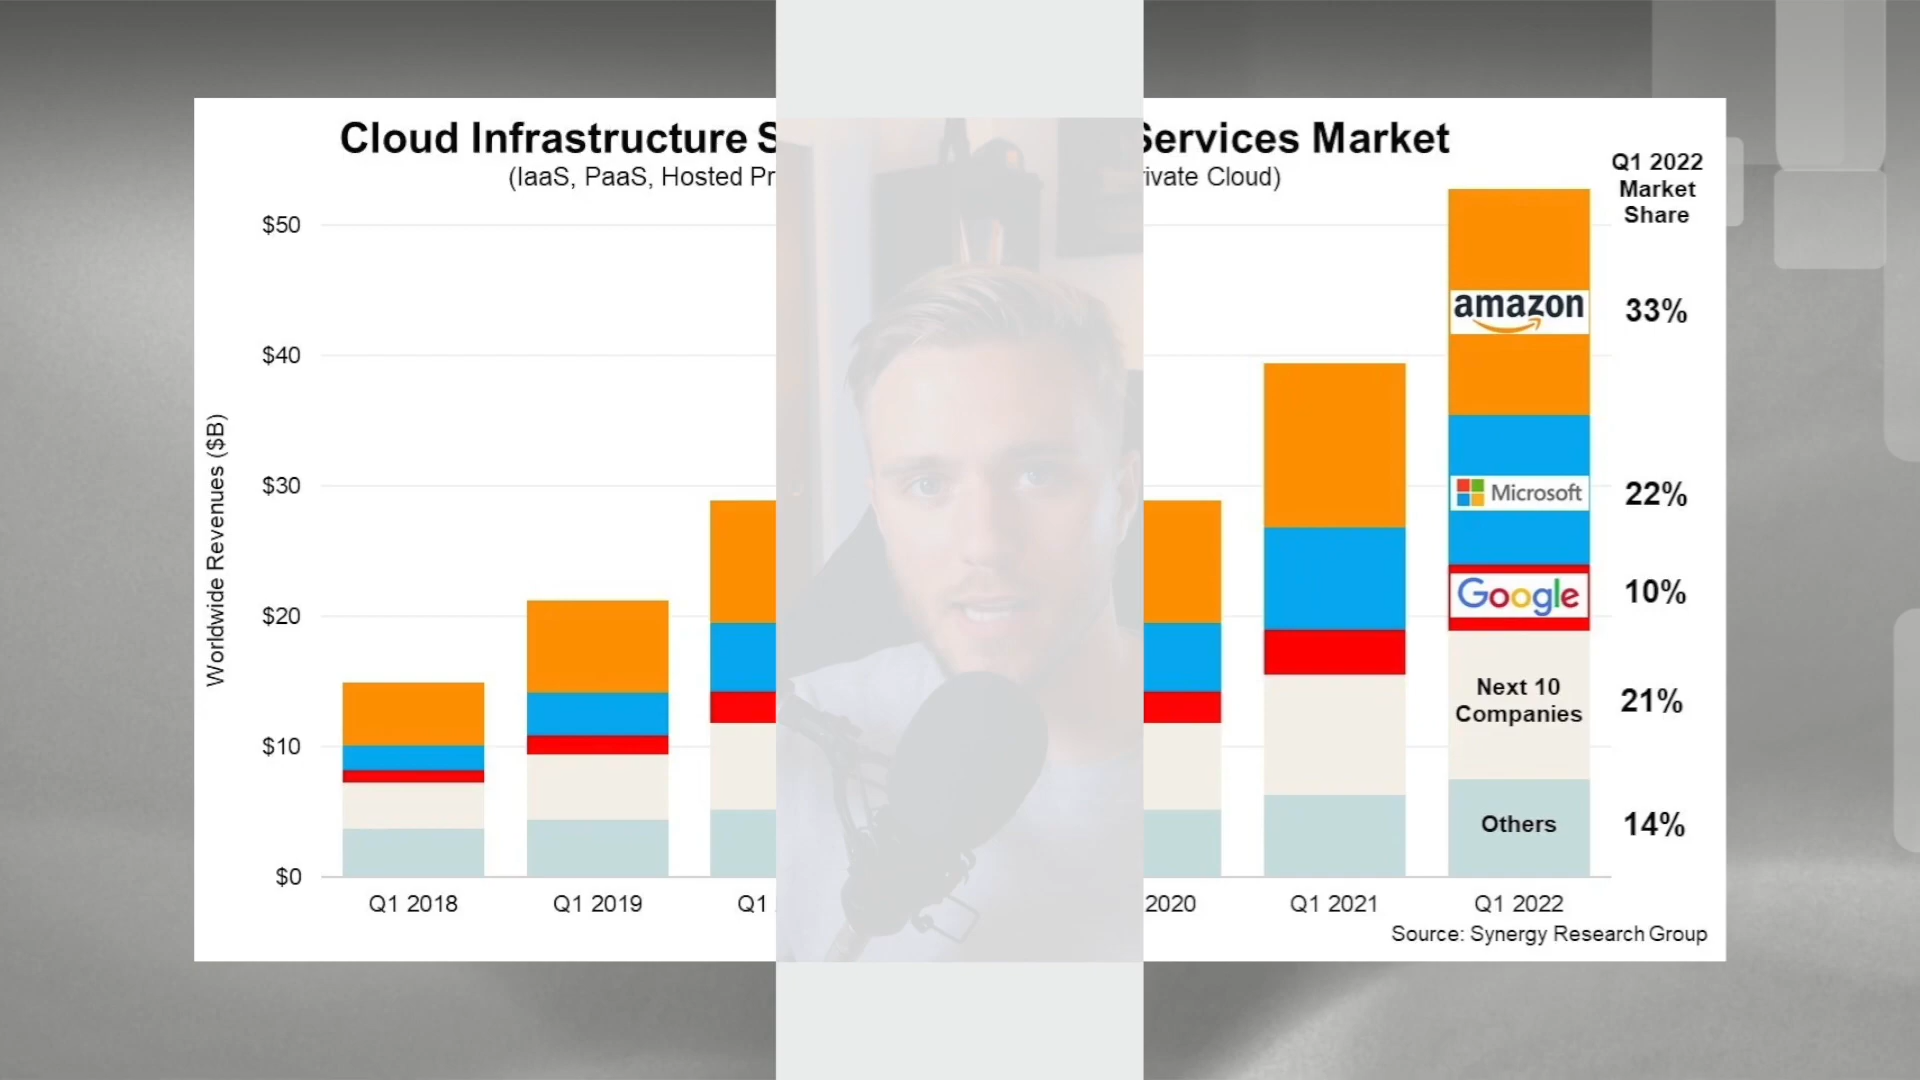 Cloud Infrastructure S Services Market
(IaaS, PaaS, Hosted Pr ivate Cloud)
Q1 2022
Market
Share
$50
$40
$30
$20
$10
$0
Worldwide Revenues ($B)
amazon 33%
Microsoft 22%
Google 10%
Next 10
Companies
21%
Others 14%
Q1 2018 Q1 2019 Q1 2020 Q1 2021 Q1 2022
Source: Synergy Research Group